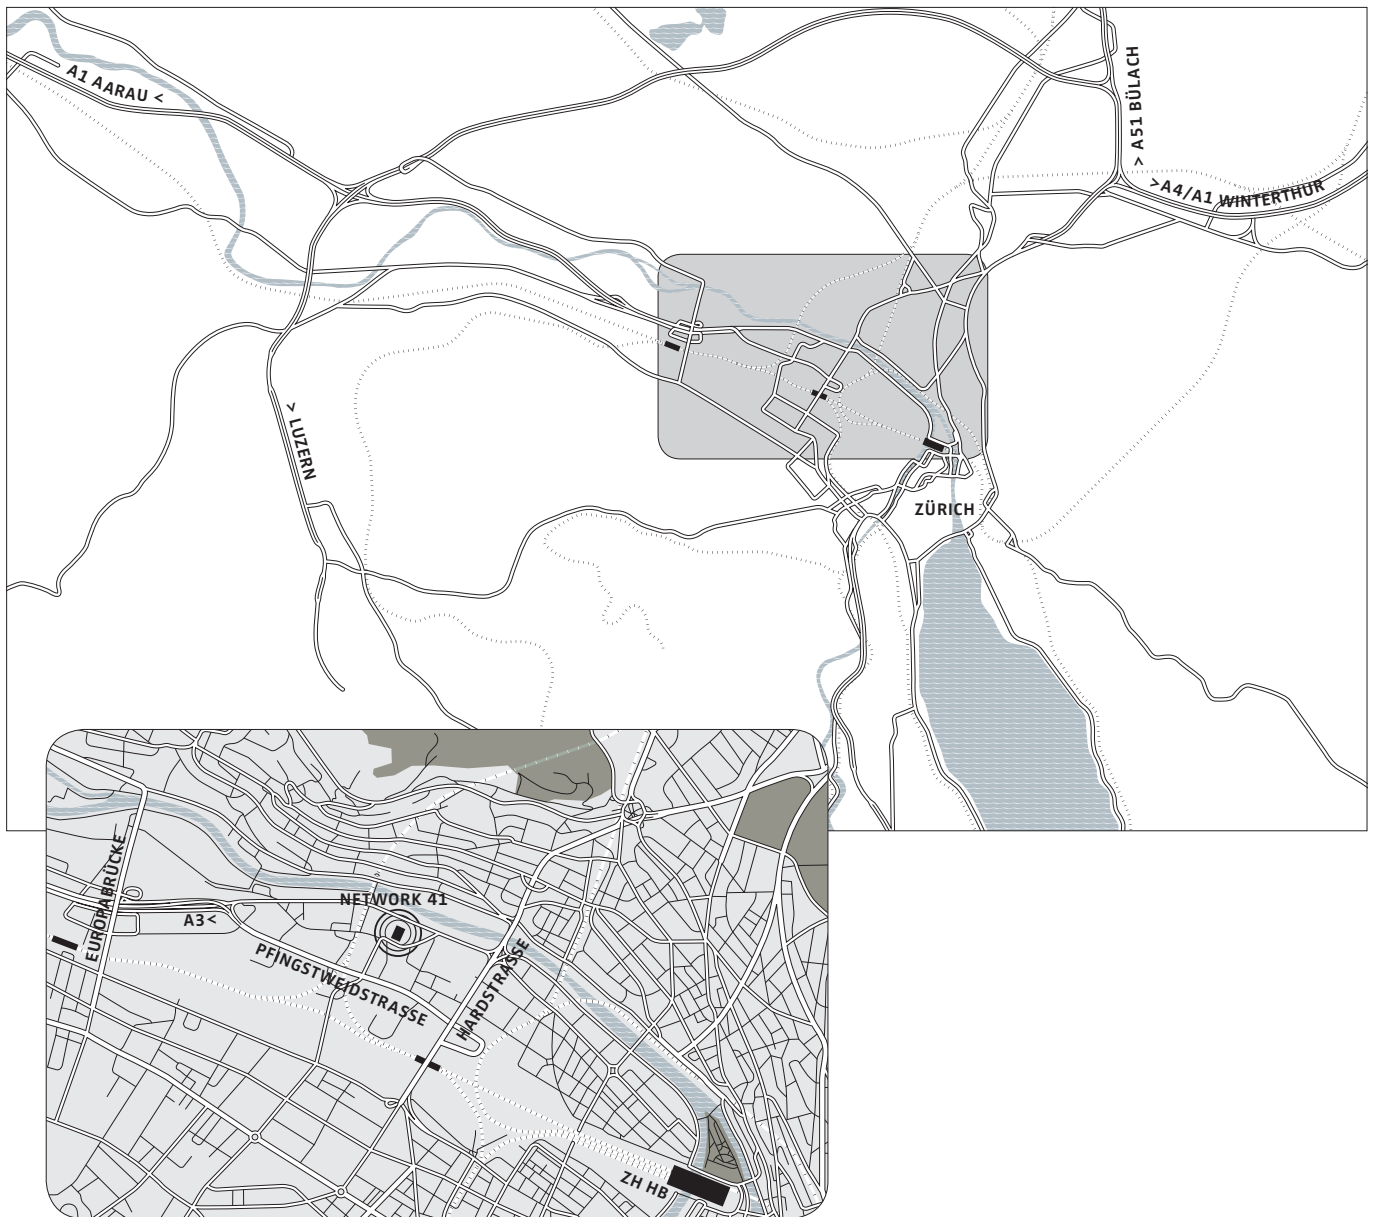 A1 AARAU <
> A51 BÜLACH
>A4/A1 WINTERTHUR
> LUZERN
ZÜRICH
EUROPABRÜCKE
NETWORK 41
A3<
PFINGSTWEIDSTRASSE
HARDSTRASSE
ZH HB